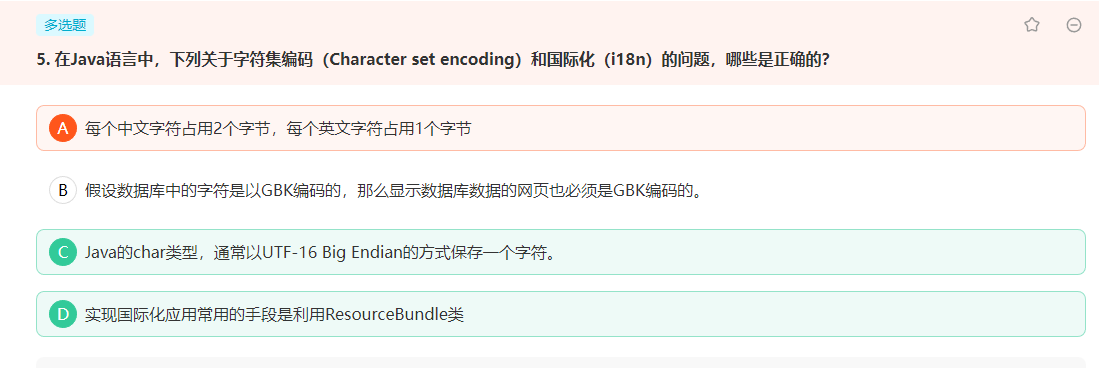 多选题
5. 在Java语言中，下列关于字符集编码（Character set encoding）和国际化（i18n）的问题，哪些是正确的？
A 每个中文字符占用2个字节，每个英文字符占用1个字节
B 假设数据库中的字符是以GBK编码的，那么显示数据库数据的网页也必须是GBK编码的。
C Java的char类型，通常以UTF-16 Big Endian的方式保存一个字符。
D 实现国际化应用常用的手段是利用ResourceBundle类